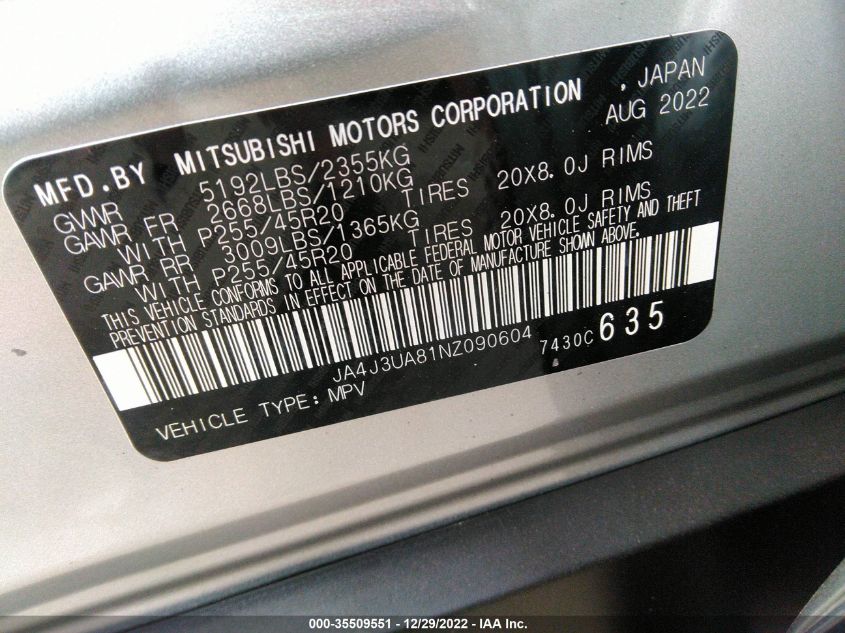 MFD.BY MITSUBISHI MOTORS CORPORATION , JAPAN
AUG 2022
GVWR 5192LBS/2355KG
GAWR FR 2668LBS/1210KG
WITH P255/45R20 TIRES 20X8.0J RIMS
GAWR RR 3009LBS/1365KG
WITH P255/45R20 TIRES 20X8.0J RIMS
THIS VEHICLE CONFORMS TO ALL APPLICABLE FEDERAL MOTOR VEHICLE SAFETY AND THEFT
PREVENTION STANDARDS IN EFFECT ON THE DATE OF MANUFACTURE SHOWN ABOVE.
JA4J3UA81NZ090604 7430C 635
VEHICLE TYPE: MPV
000-35509551 - 12/29/2022 - IAA Inc.